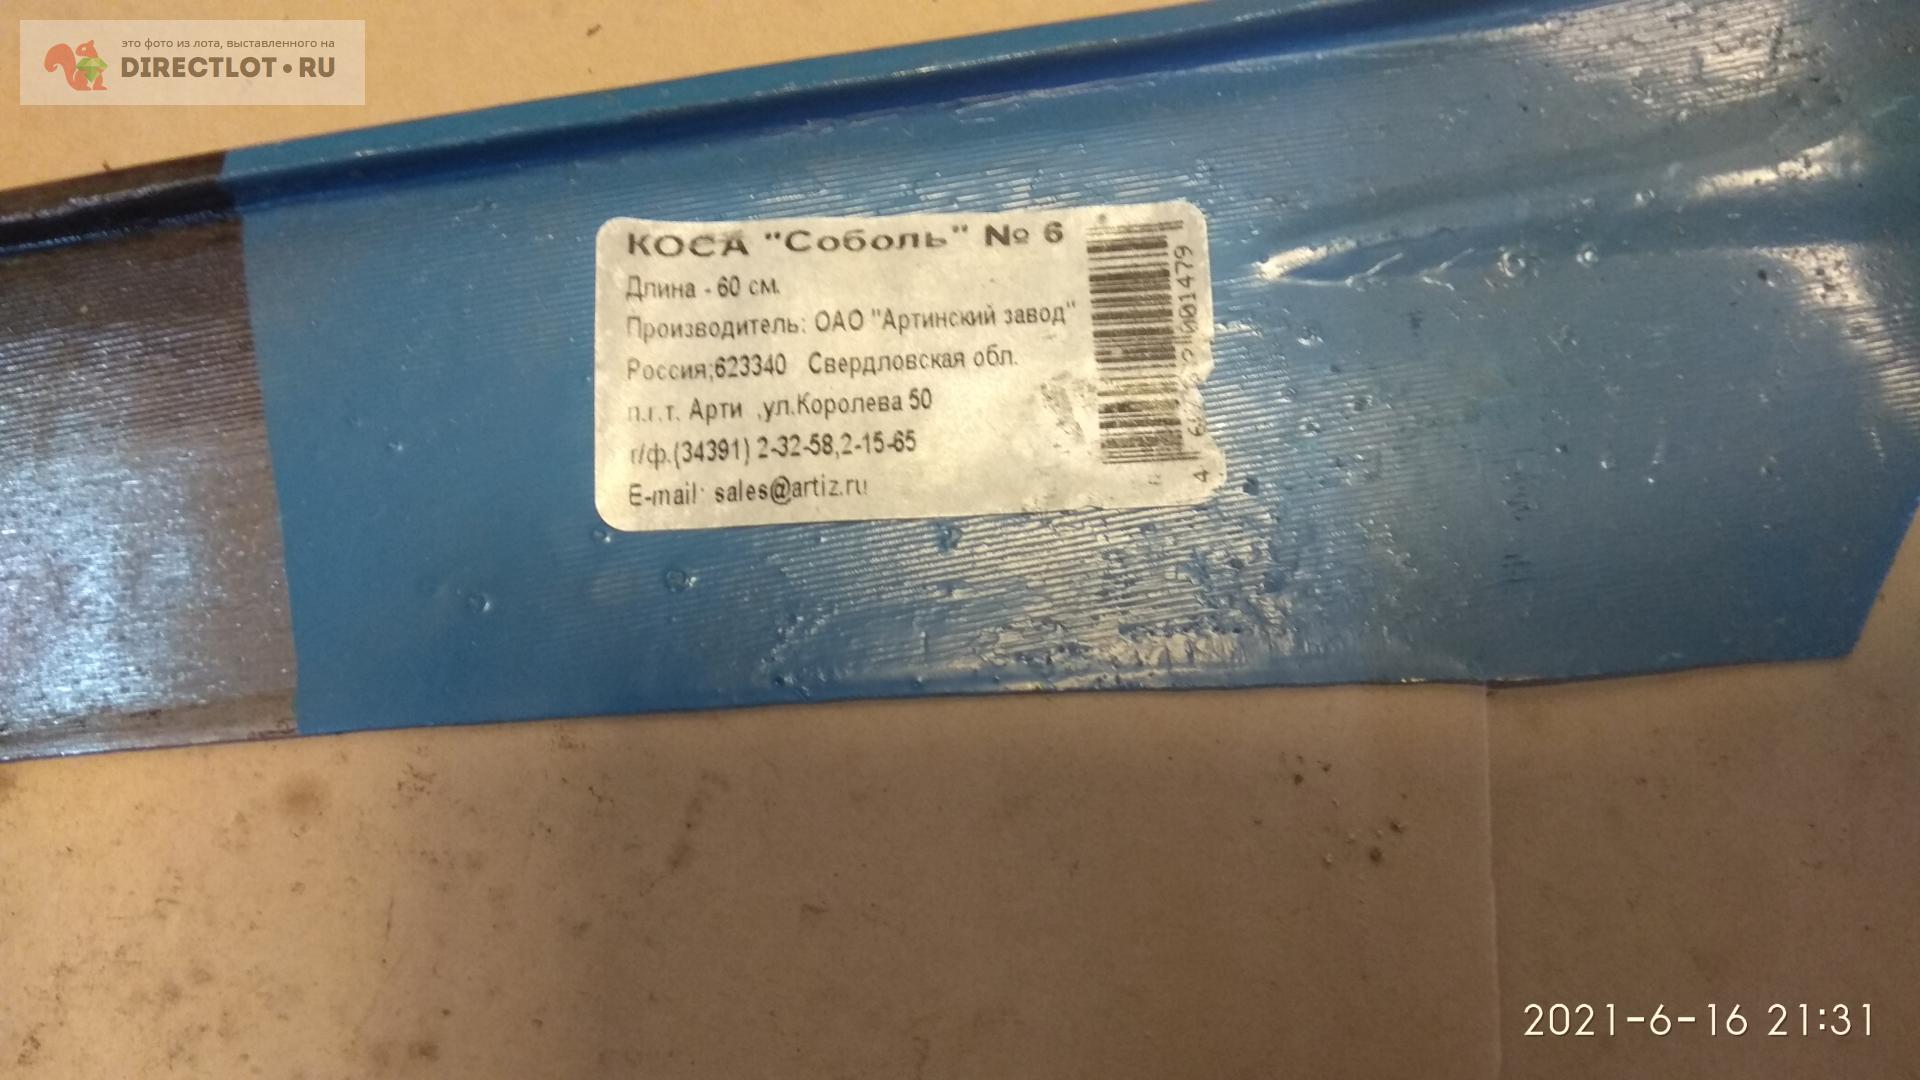 это фото из лота, выставленного на
DIRECTLOT•RU
КОСА "Соболь" № 6
Длина - 60 см.
Производитель: ОАО "Артинский завод"
Россия;623340 Свердловская обл.
п.г.т. Арти ,ул.Королева 50
т/ф.(34391) 2-32-58,2-15-65
E-mail: sales@artiz.ru
2021-6-16 21:31